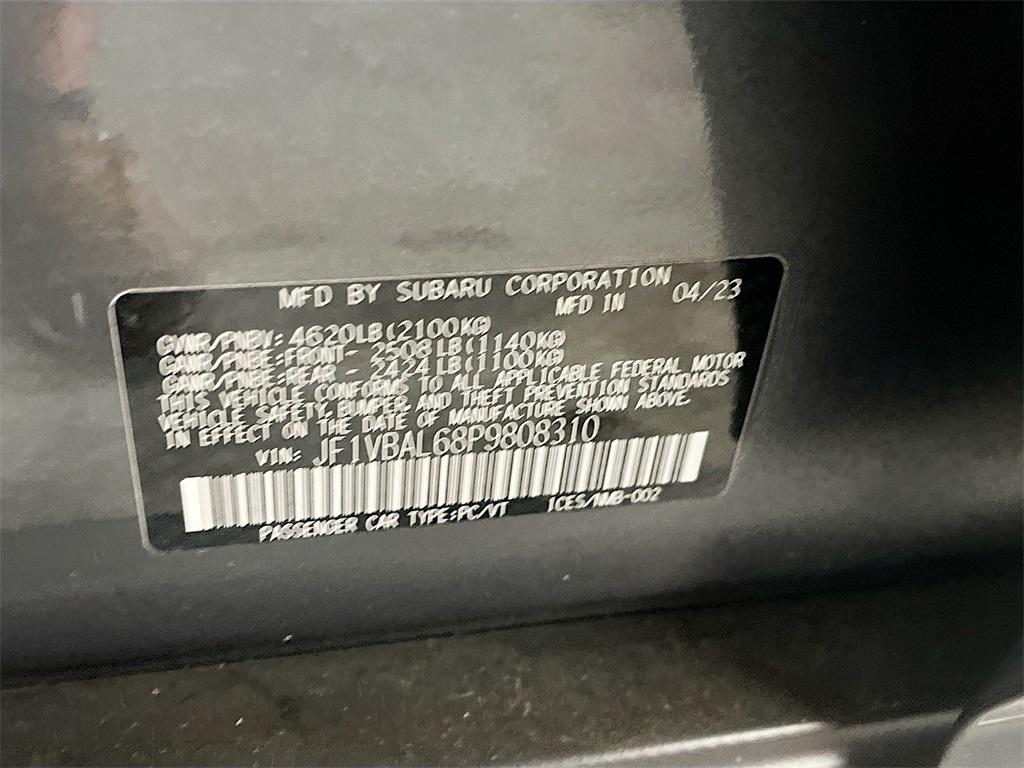 MFD BY SUBARU CORPORATION
MFD IN 04/23
GVWR/PNBV: 4620LB(2100KG)
GAWR/PNBE:FRONT- 2508LB(1140KG)
GAWR/PNBE:REAR - 2424LB(1100KG)
THIS VEHICLE CONFORMS TO ALL APPLICABLE FEDERAL MOTOR
VEHICLE SAFETY, BUMPER, AND THEFT PREVENTION STANDARDS
IN EFFECT ON THE DATE OF MANUFACTURE SHOWN ABOVE.
VIN: JF1VBAL68P9808310
PASSENGER CAR TYPE:PC/VT ICES/NMB-002